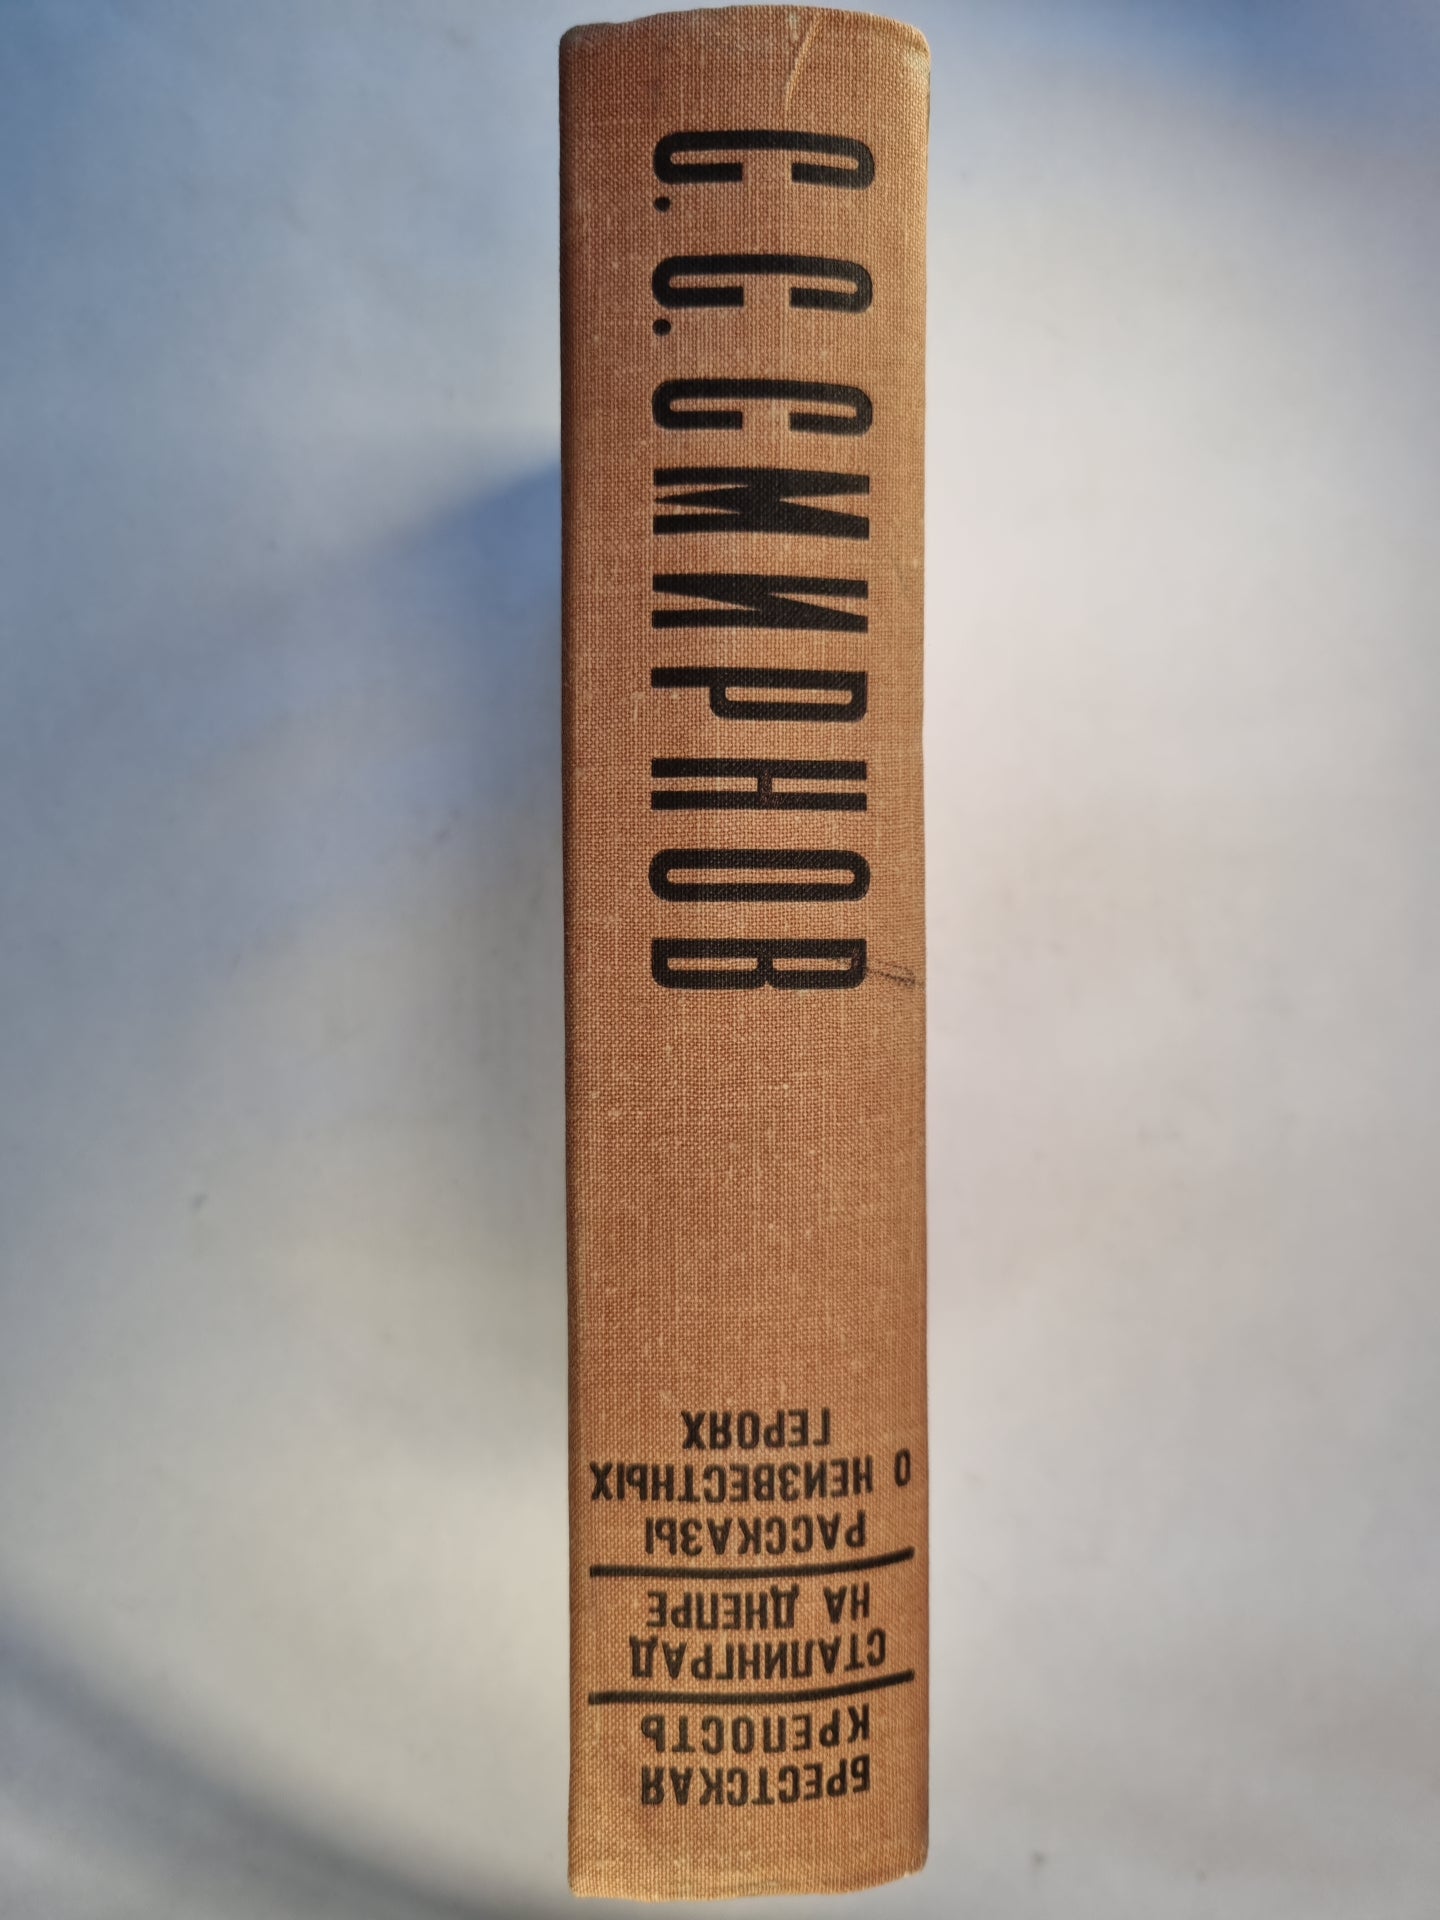 БРЕСТСКАЯ
КРЕПОСТЬ
СТАЛИНГРАД
НА ДНЕПРЕ
РАССКАЗЫ
О НЕИЗВЕСТНЫХ
ГЕРОЯХ
С. С. СМИРНОВ